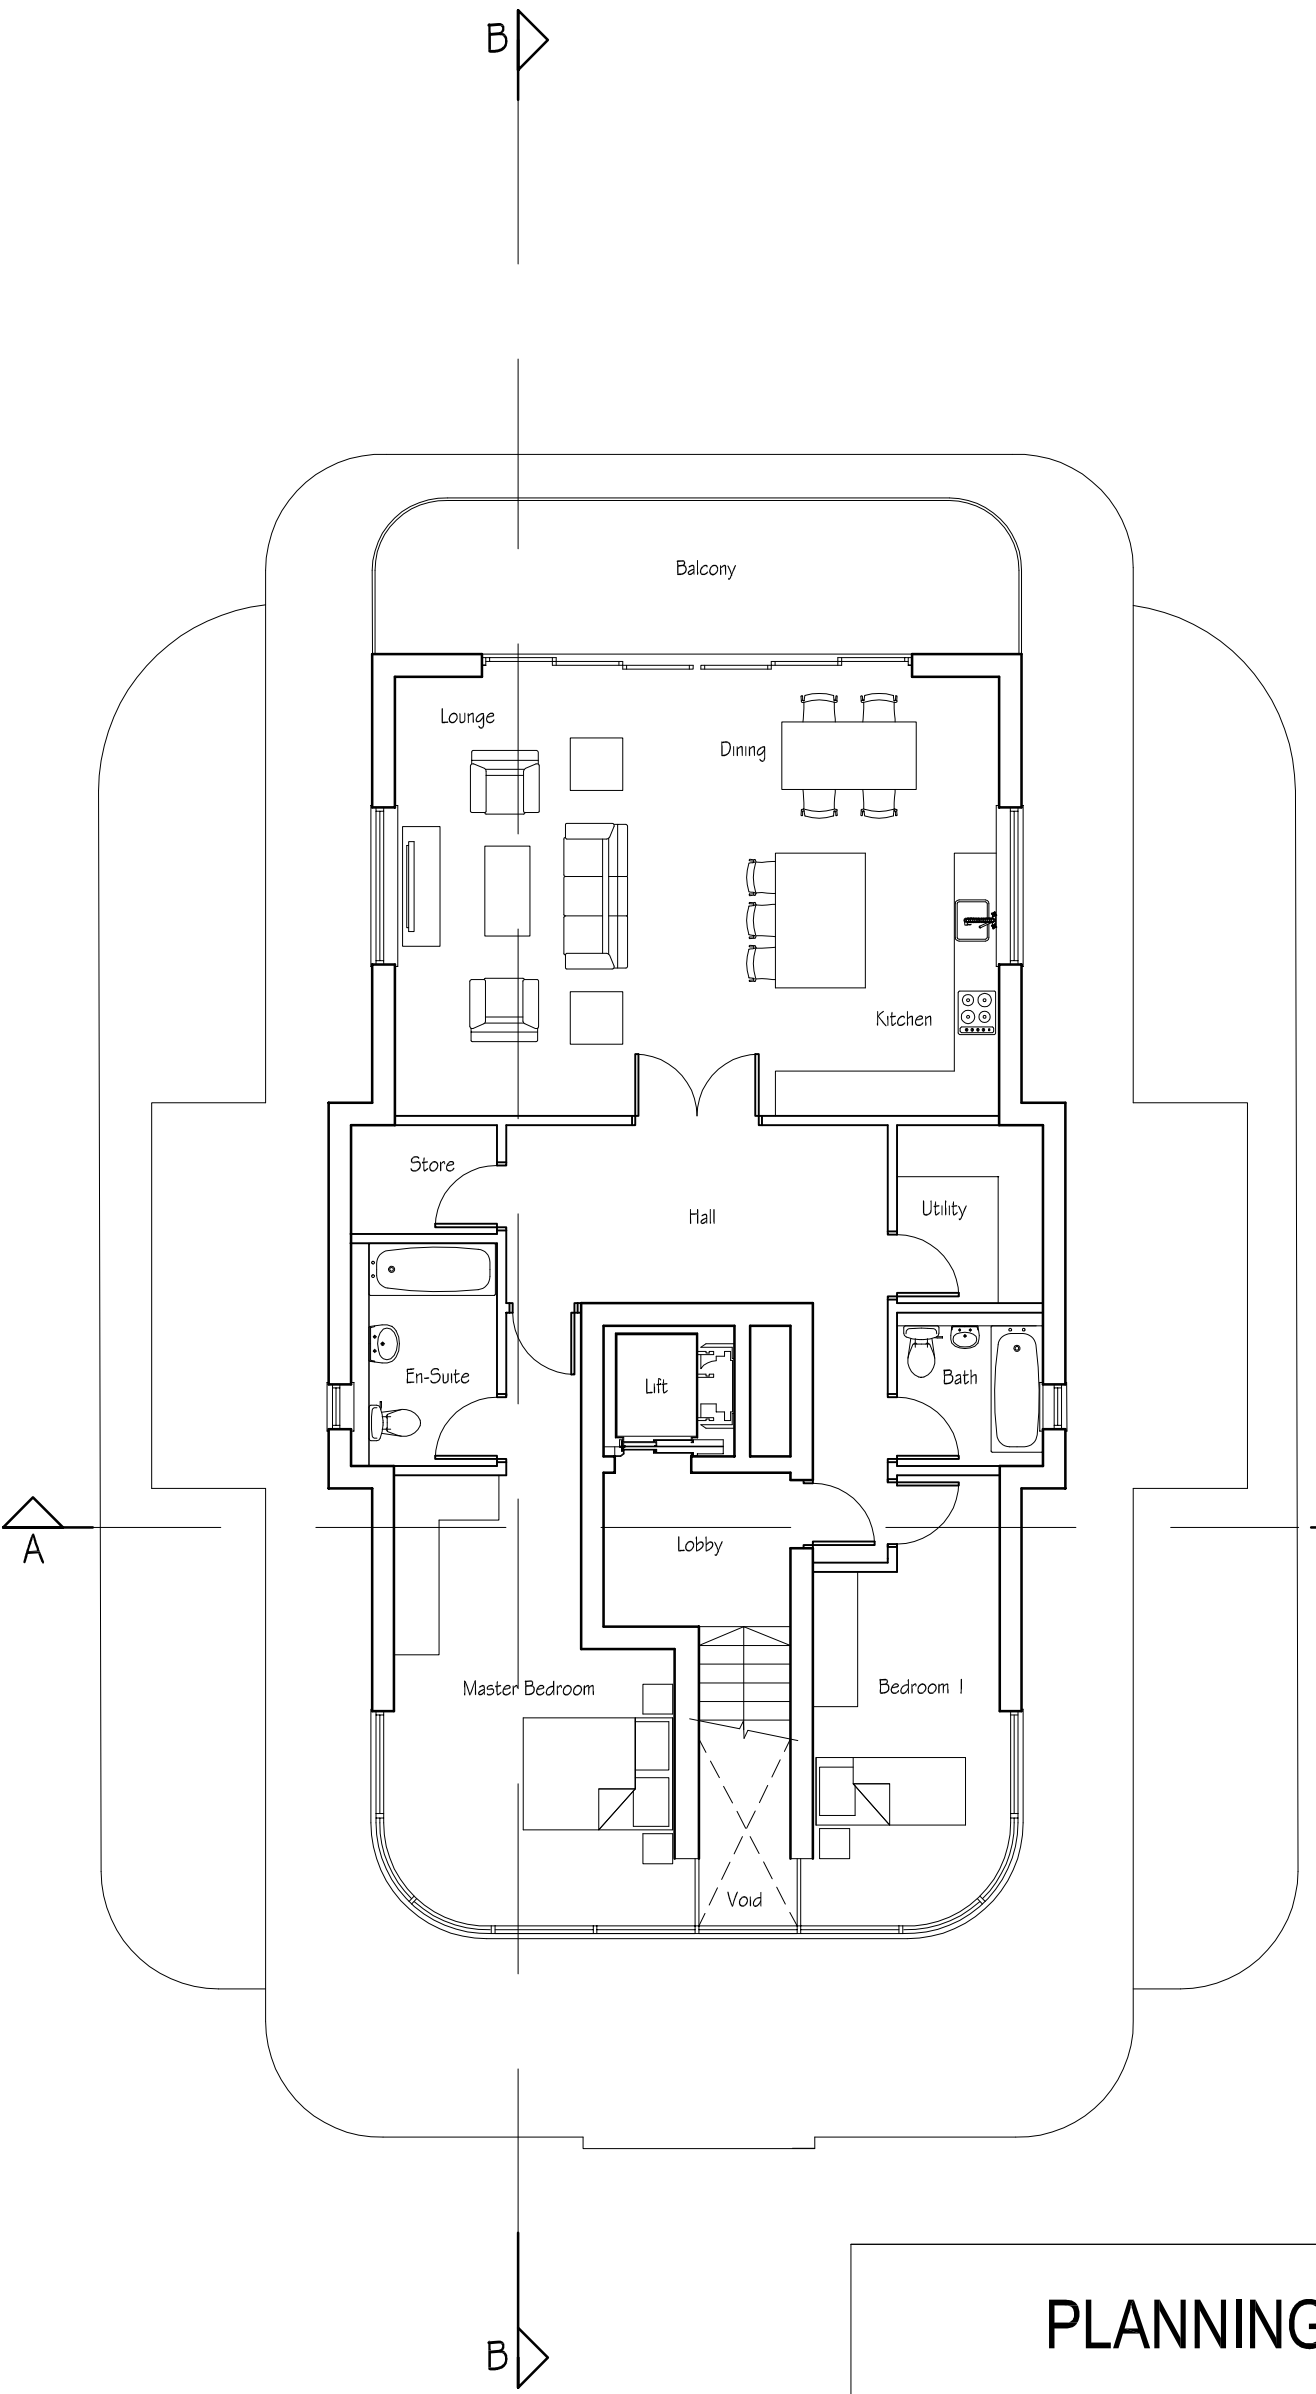 B
Balcony
Lounge
Dining
Kitchen
Store
Utility
Hall
En-Suite
Lift
Bath
A
Lobby
Master Bedroom
Bedroom 1
Void
PLANNING
B